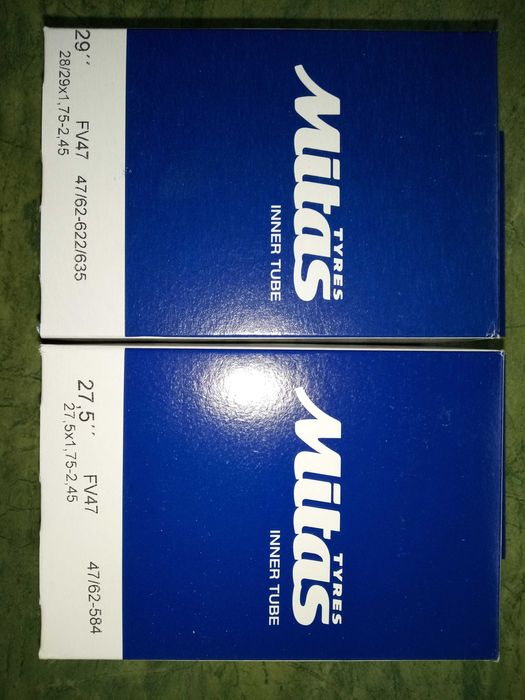 Mitas
TYRES
INNER TUBE
29´´ FV47 47/62-622/635
28/29x1,75-2,45
Mitas
TYRES
INNER TUBE
27,5´´ FV47 47/62-584
27,5x1,75-2,45